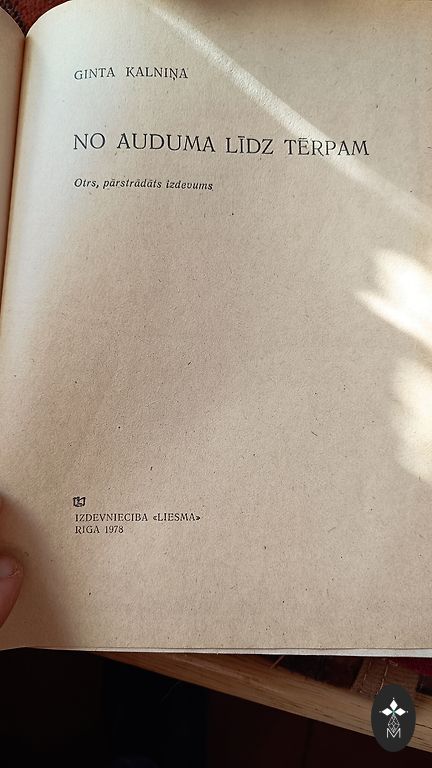 GINTA KALNIŅA
NO AUDUMA LĪDZ TĒRPAM
Otrs, pārstrādāts izdevums
IZDEVNIECĪBA «LIESMA»
RĪGA 1978
M